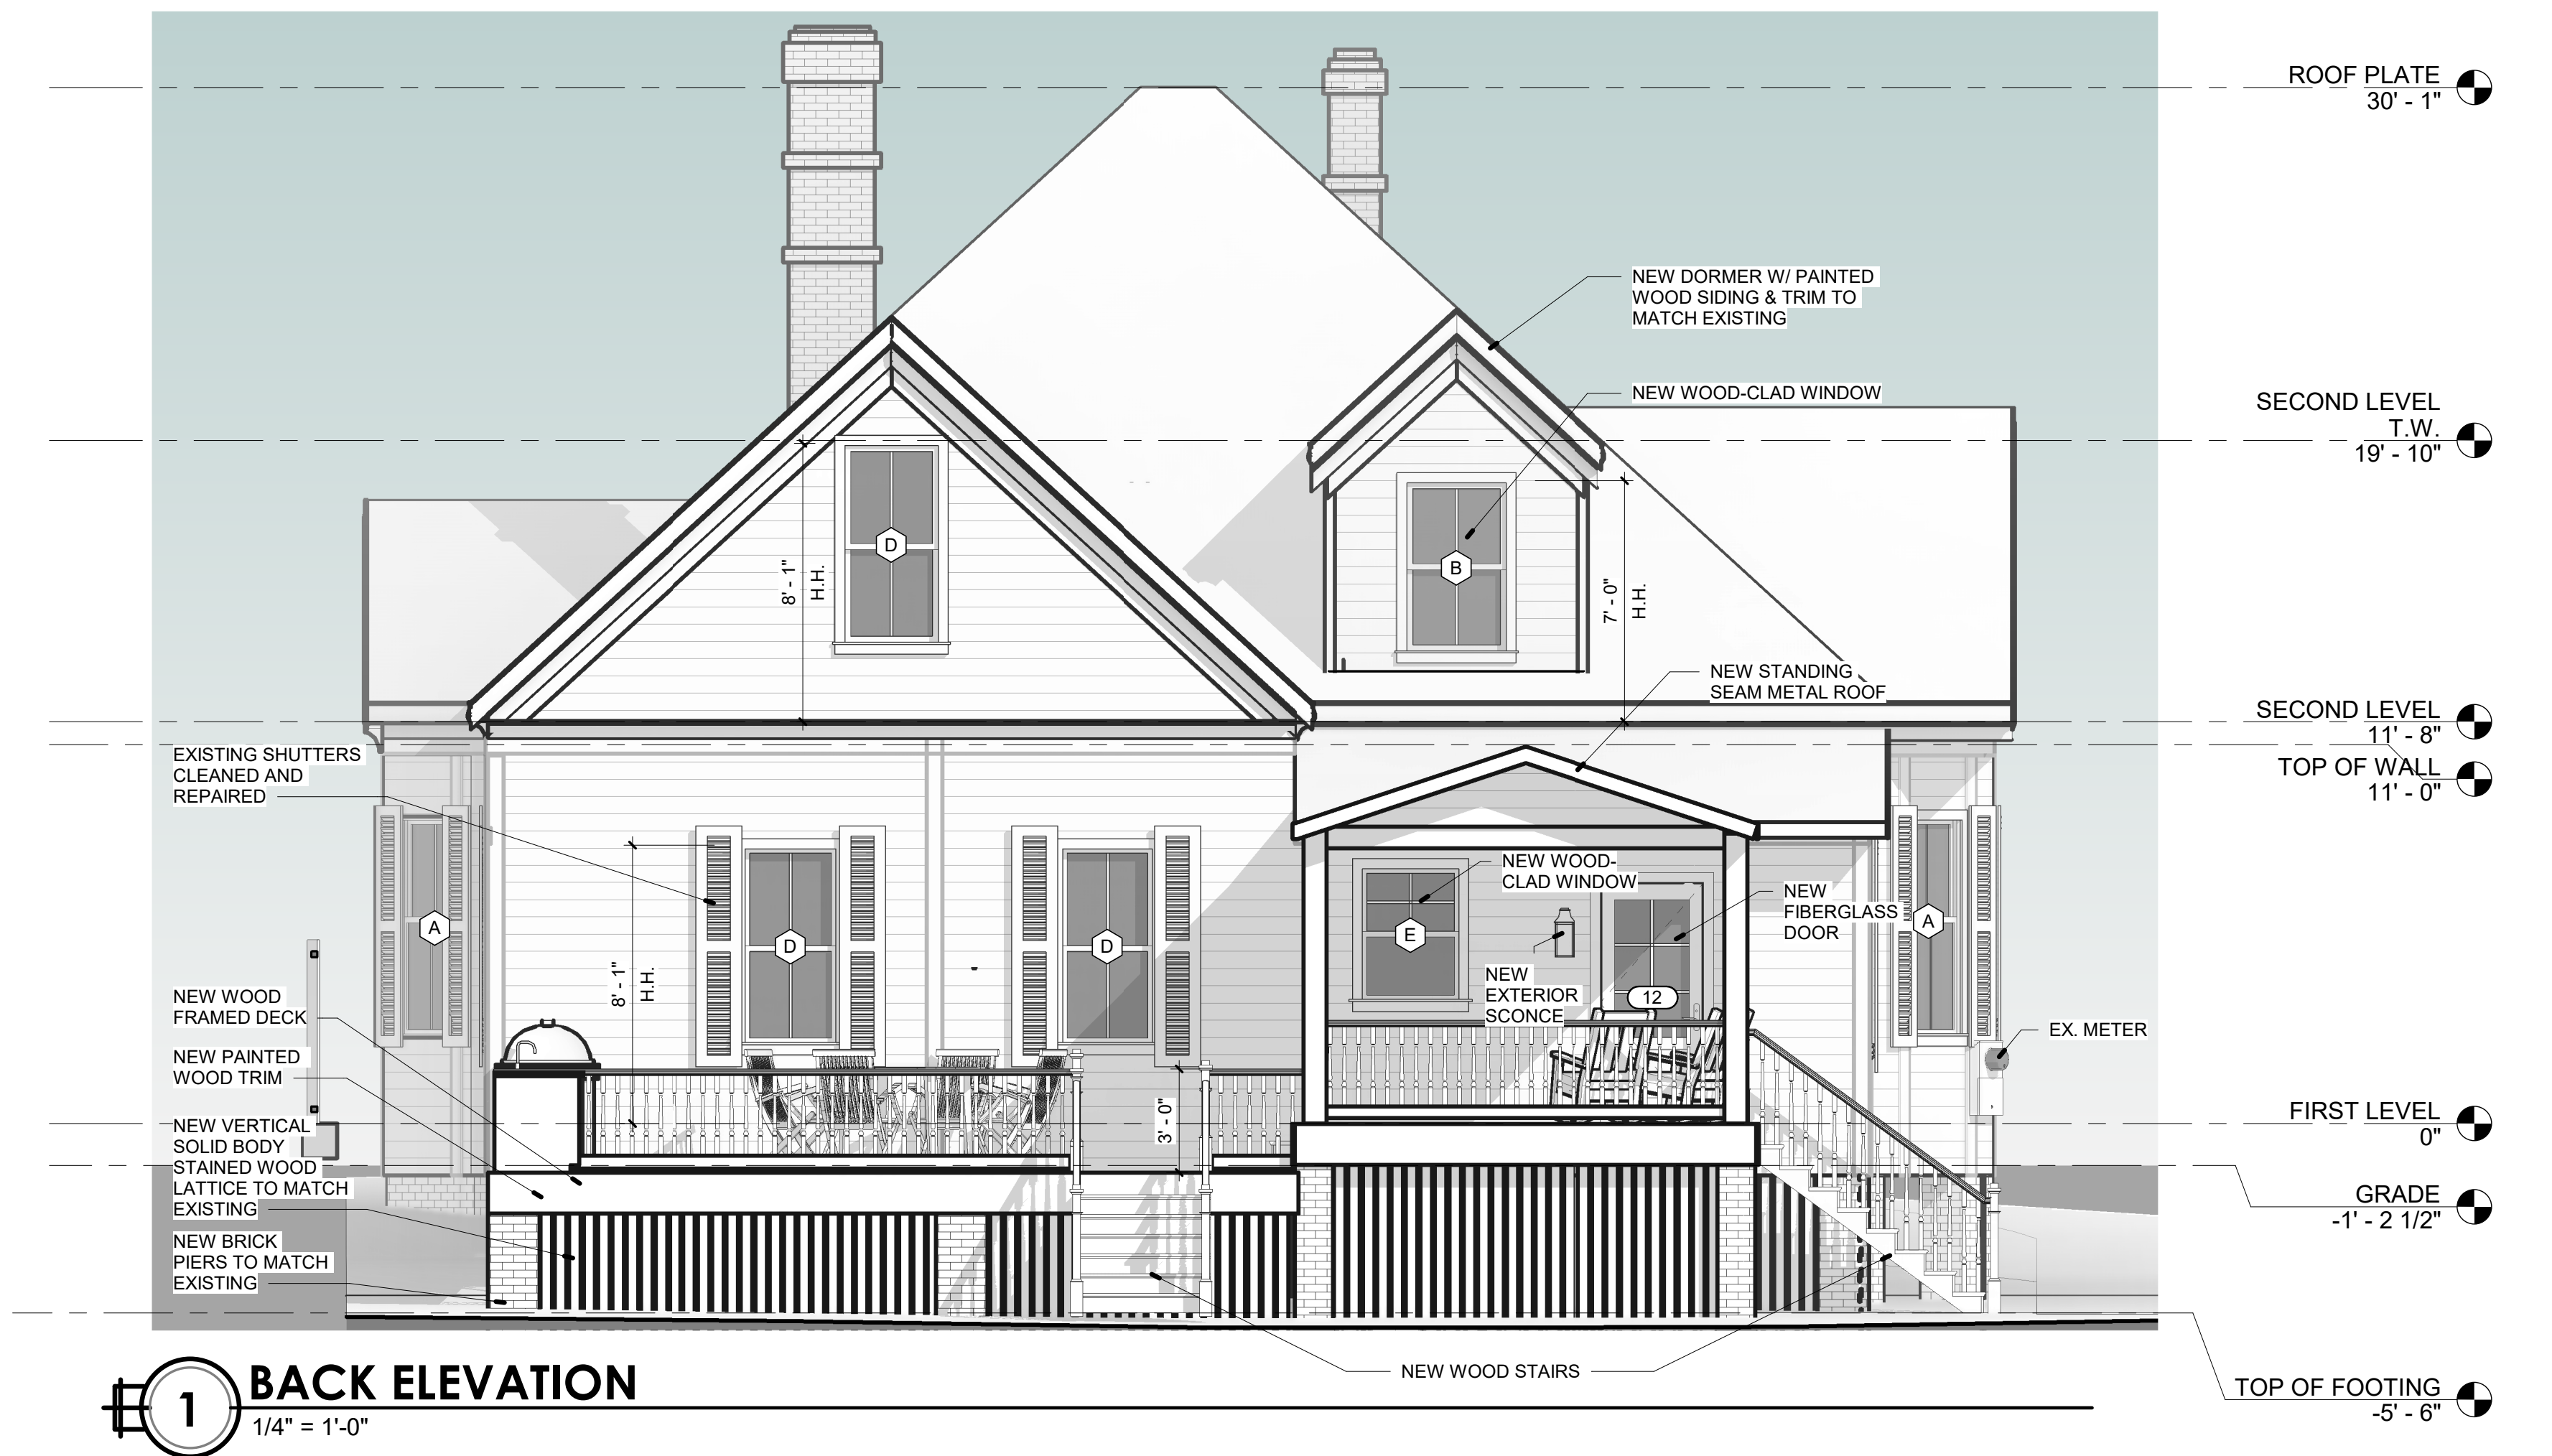 ROOF PLATE
30' - 1"
NEW DORMER W/ PAINTED
WOOD SIDING & TRIM TO
MATCH EXISTING
NEW WOOD-CLAD WINDOW
SECOND LEVEL
T.W.
19' - 10"
D
8' - 1"
H.H.
B
7' - 0"
H.H.
NEW STANDING
SEAM METAL ROOF
SECOND LEVEL
11' - 8"
TOP OF WALL
11' - 0"
EXISTING SHUTTERS
CLEANED AND
REPAIRED
A
8' - 1"
H.H.
D
D
NEW WOOD-
CLAD WINDOW
E
NEW
EXTERIOR
SCONCE
12
NEW
FIBERGLASS
DOOR
A
EX. METER
NEW WOOD
FRAMED DECK
NEW PAINTED
WOOD TRIM
NEW VERTICAL
SOLID BODY
STAINED WOOD
LATTICE TO MATCH
EXISTING
NEW BRICK
PIERS TO MATCH
EXISTING
3' - 0"
FIRST LEVEL
0"
GRADE
-1' - 2 1/2"
NEW WOOD STAIRS
TOP OF FOOTING
-5' - 6"
1
BACK ELEVATION
1/4" = 1'-0"